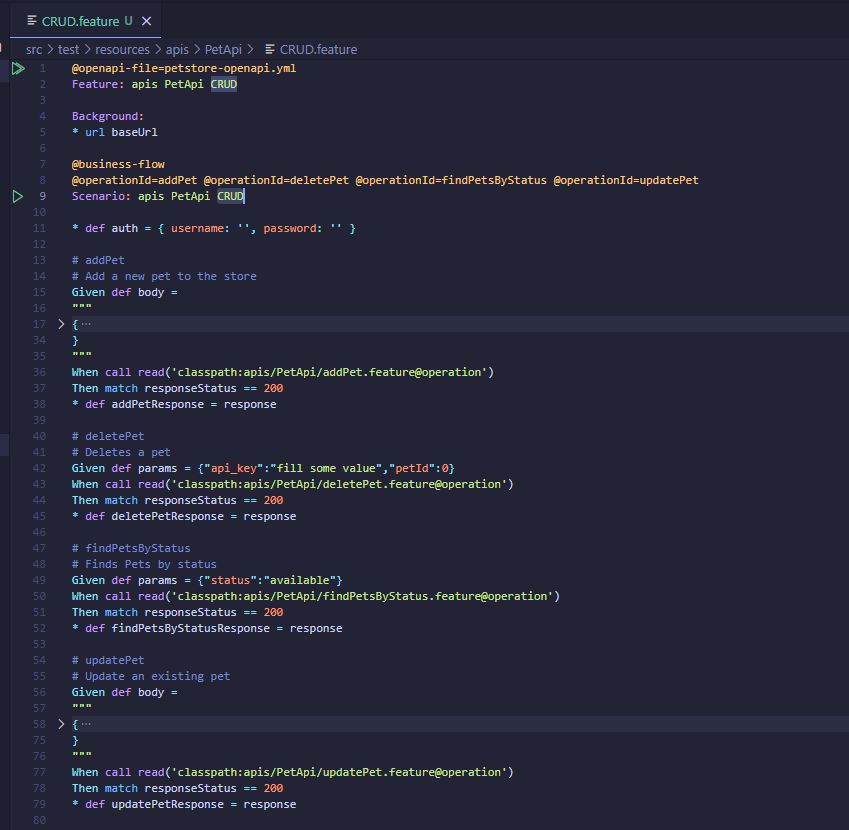 CRUD.feature U
src > test > resources > apis > PetApi > CRUD.feature
1 @openapi-file=petstore-openapi.yml
2 Feature: apis PetApi CRUD
3
4 Background:
5 * url baseUrl
6
7 @business-flow
8 @operationId=addPet @operationId=deletePet @operationId=findPetsByStatus @operationId=updatePet
9 Scenario: apis PetApi CRUD
10
11 * def auth = { username: '', password: '' }
12
13 # addPet
14 # Add a new pet to the store
15 Given def body =
16 """
17 { ···
34 }
35 """
36 When call read('classpath:apis/PetApi/addPet.feature@operation')
37 Then match responseStatus == 200
38 * def addPetResponse = response
39
40 # deletePet
41 # Deletes a pet
42 Given def params = {"api_key":"fill some value","petId":0}
43 When call read('classpath:apis/PetApi/deletePet.feature@operation')
44 Then match responseStatus == 200
45 * def deletePetResponse = response
46
47 # findPetsByStatus
48 # Finds Pets by status
49 Given def params = {"status":"available"}
50 When call read('classpath:apis/PetApi/findPetsByStatus.feature@operation')
51 Then match responseStatus == 200
52 * def findPetsByStatusResponse = response
53
54 # updatePet
55 # Update an existing pet
56 Given def body =
57 """
58 { ···
75 }
76 """
77 When call read('classpath:apis/PetApi/updatePet.feature@operation')
78 Then match responseStatus == 200
79 * def updatePetResponse = response
80